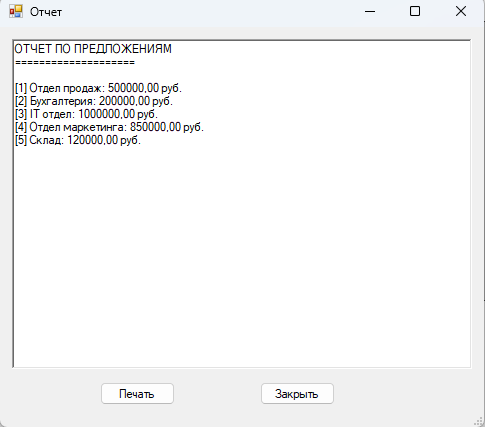 Отчет
ОТЧЕТ ПО ПРЕДЛОЖЕНИЯМ
====================
[1] Отдел продаж: 500000,00 руб.
[2] Бухгалтерия: 200000,00 руб.
[3] IT отдел: 1000000,00 руб.
[4] Отдел маркетинга: 850000,00 руб.
[5] Склад: 120000,00 руб.
Печать
Закрыть